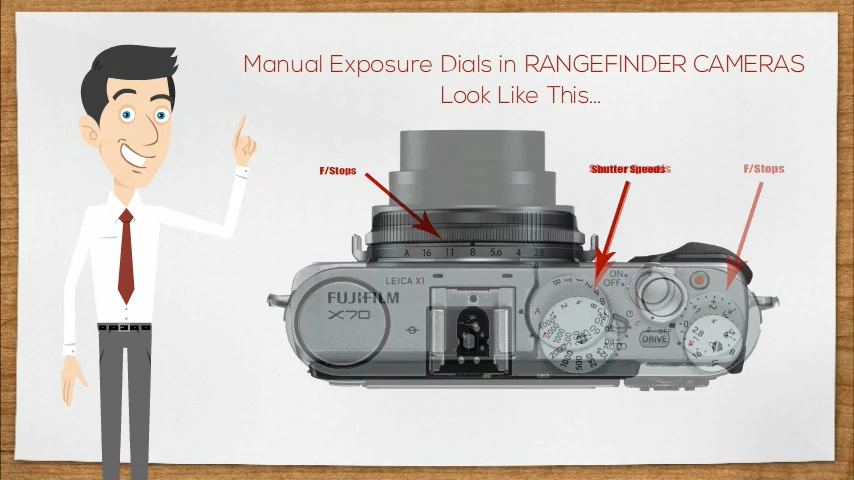 Manual Exposure Dials in RANGEFINDER CAMERAS
Look Like This...
F/Stops
Shutter Speeds
F/Stops
A 16 11 8 5.6 4 2.8
LEICA X1
FUJIFILM
X70
ON
OFF
DRIVE